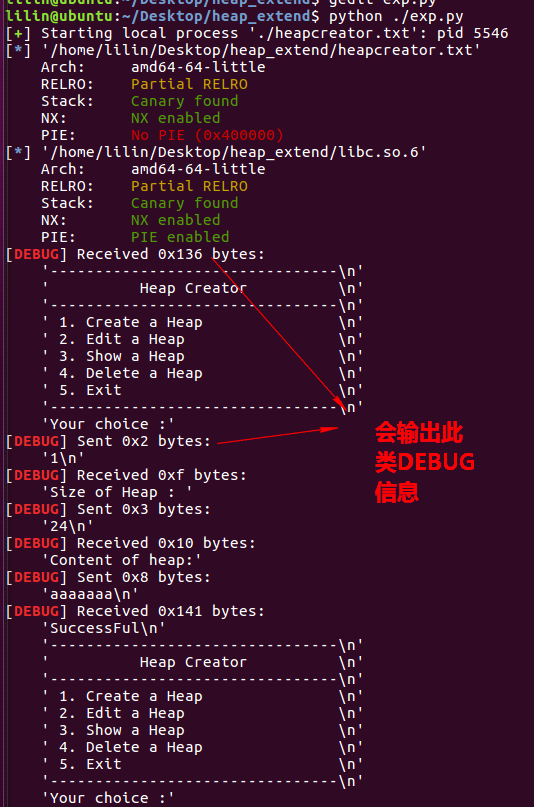 lilin@ubuntu:~/Desktop/heap_extend$ gedit exp.py
lilin@ubuntu:~/Desktop/heap_extend$ python ./exp.py
[+] Starting local process './heapcreator.txt': pid 5546
[*] '/home/lilin/Desktop/heap_extend/heapcreator.txt'
    Arch:     amd64-64-little
    RELRO:    Partial RELRO
    Stack:    Canary found
    NX:       NX enabled
    PIE:      No PIE (0x400000)
[*] '/home/lilin/Desktop/heap_extend/libc.so.6'
    Arch:     amd64-64-little
    RELRO:    Partial RELRO
    Stack:    Canary found
    NX:       NX enabled
    PIE:      PIE enabled
[DEBUG] Received 0x136 bytes:
    '--------------------------------\n'
    '          Heap Creator          \n'
    '--------------------------------\n'
    ' 1. Create a Heap               \n'
    ' 2. Edit a Heap                 \n'
    ' 3. Show a Heap                 \n'
    ' 4. Delete a Heap               \n'
    ' 5. Exit                        \n'
    '--------------------------------\n'
    'Your choice :'
[DEBUG] Sent 0x2 bytes:
    '1\n'
[DEBUG] Received 0xf bytes:
    'Size of Heap : '
[DEBUG] Sent 0x3 bytes:
    '24\n'
[DEBUG] Received 0x10 bytes:
    'Content of heap:'
[DEBUG] Sent 0x8 bytes:
    'aaaaaaa\n'
[DEBUG] Received 0x141 bytes:
    'SuccessFul\n'
    '--------------------------------\n'
    '          Heap Creator          \n'
    '--------------------------------\n'
    ' 1. Create a Heap               \n'
    ' 2. Edit a Heap                 \n'
    ' 3. Show a Heap                 \n'
    ' 4. Delete a Heap               \n'
    ' 5. Exit                        \n'
    '--------------------------------\n'
    'Your choice :'
会输出此
类DEBUG
信息